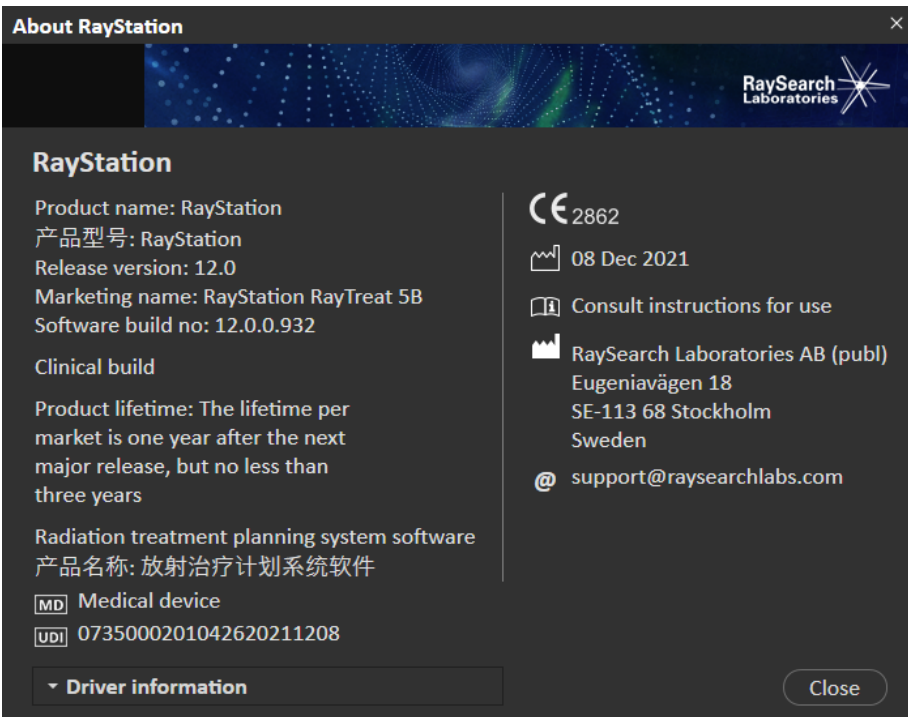 About RayStation
RaySearch
Laboratories
RayStation
Product name: RayStation
产品型号: RayStation
Release version: 12.0
Marketing name: RayStation RayTreat 5B
Software build no: 12.0.0.932
Clinical build
Product lifetime: The lifetime per
market is one year after the next
major release, but no less than
three years
Radiation treatment planning system software
产品名称: 放射治疗计划系统软件
MD Medical device
UDI 0735000201042620211208
Driver information
CE 2862
08 Dec 2021
Consult instructions for use
RaySearch Laboratories AB (publ)
Eugeniavägen 18
SE-113 68 Stockholm
Sweden
@ support@raysearchlabs.com
Close